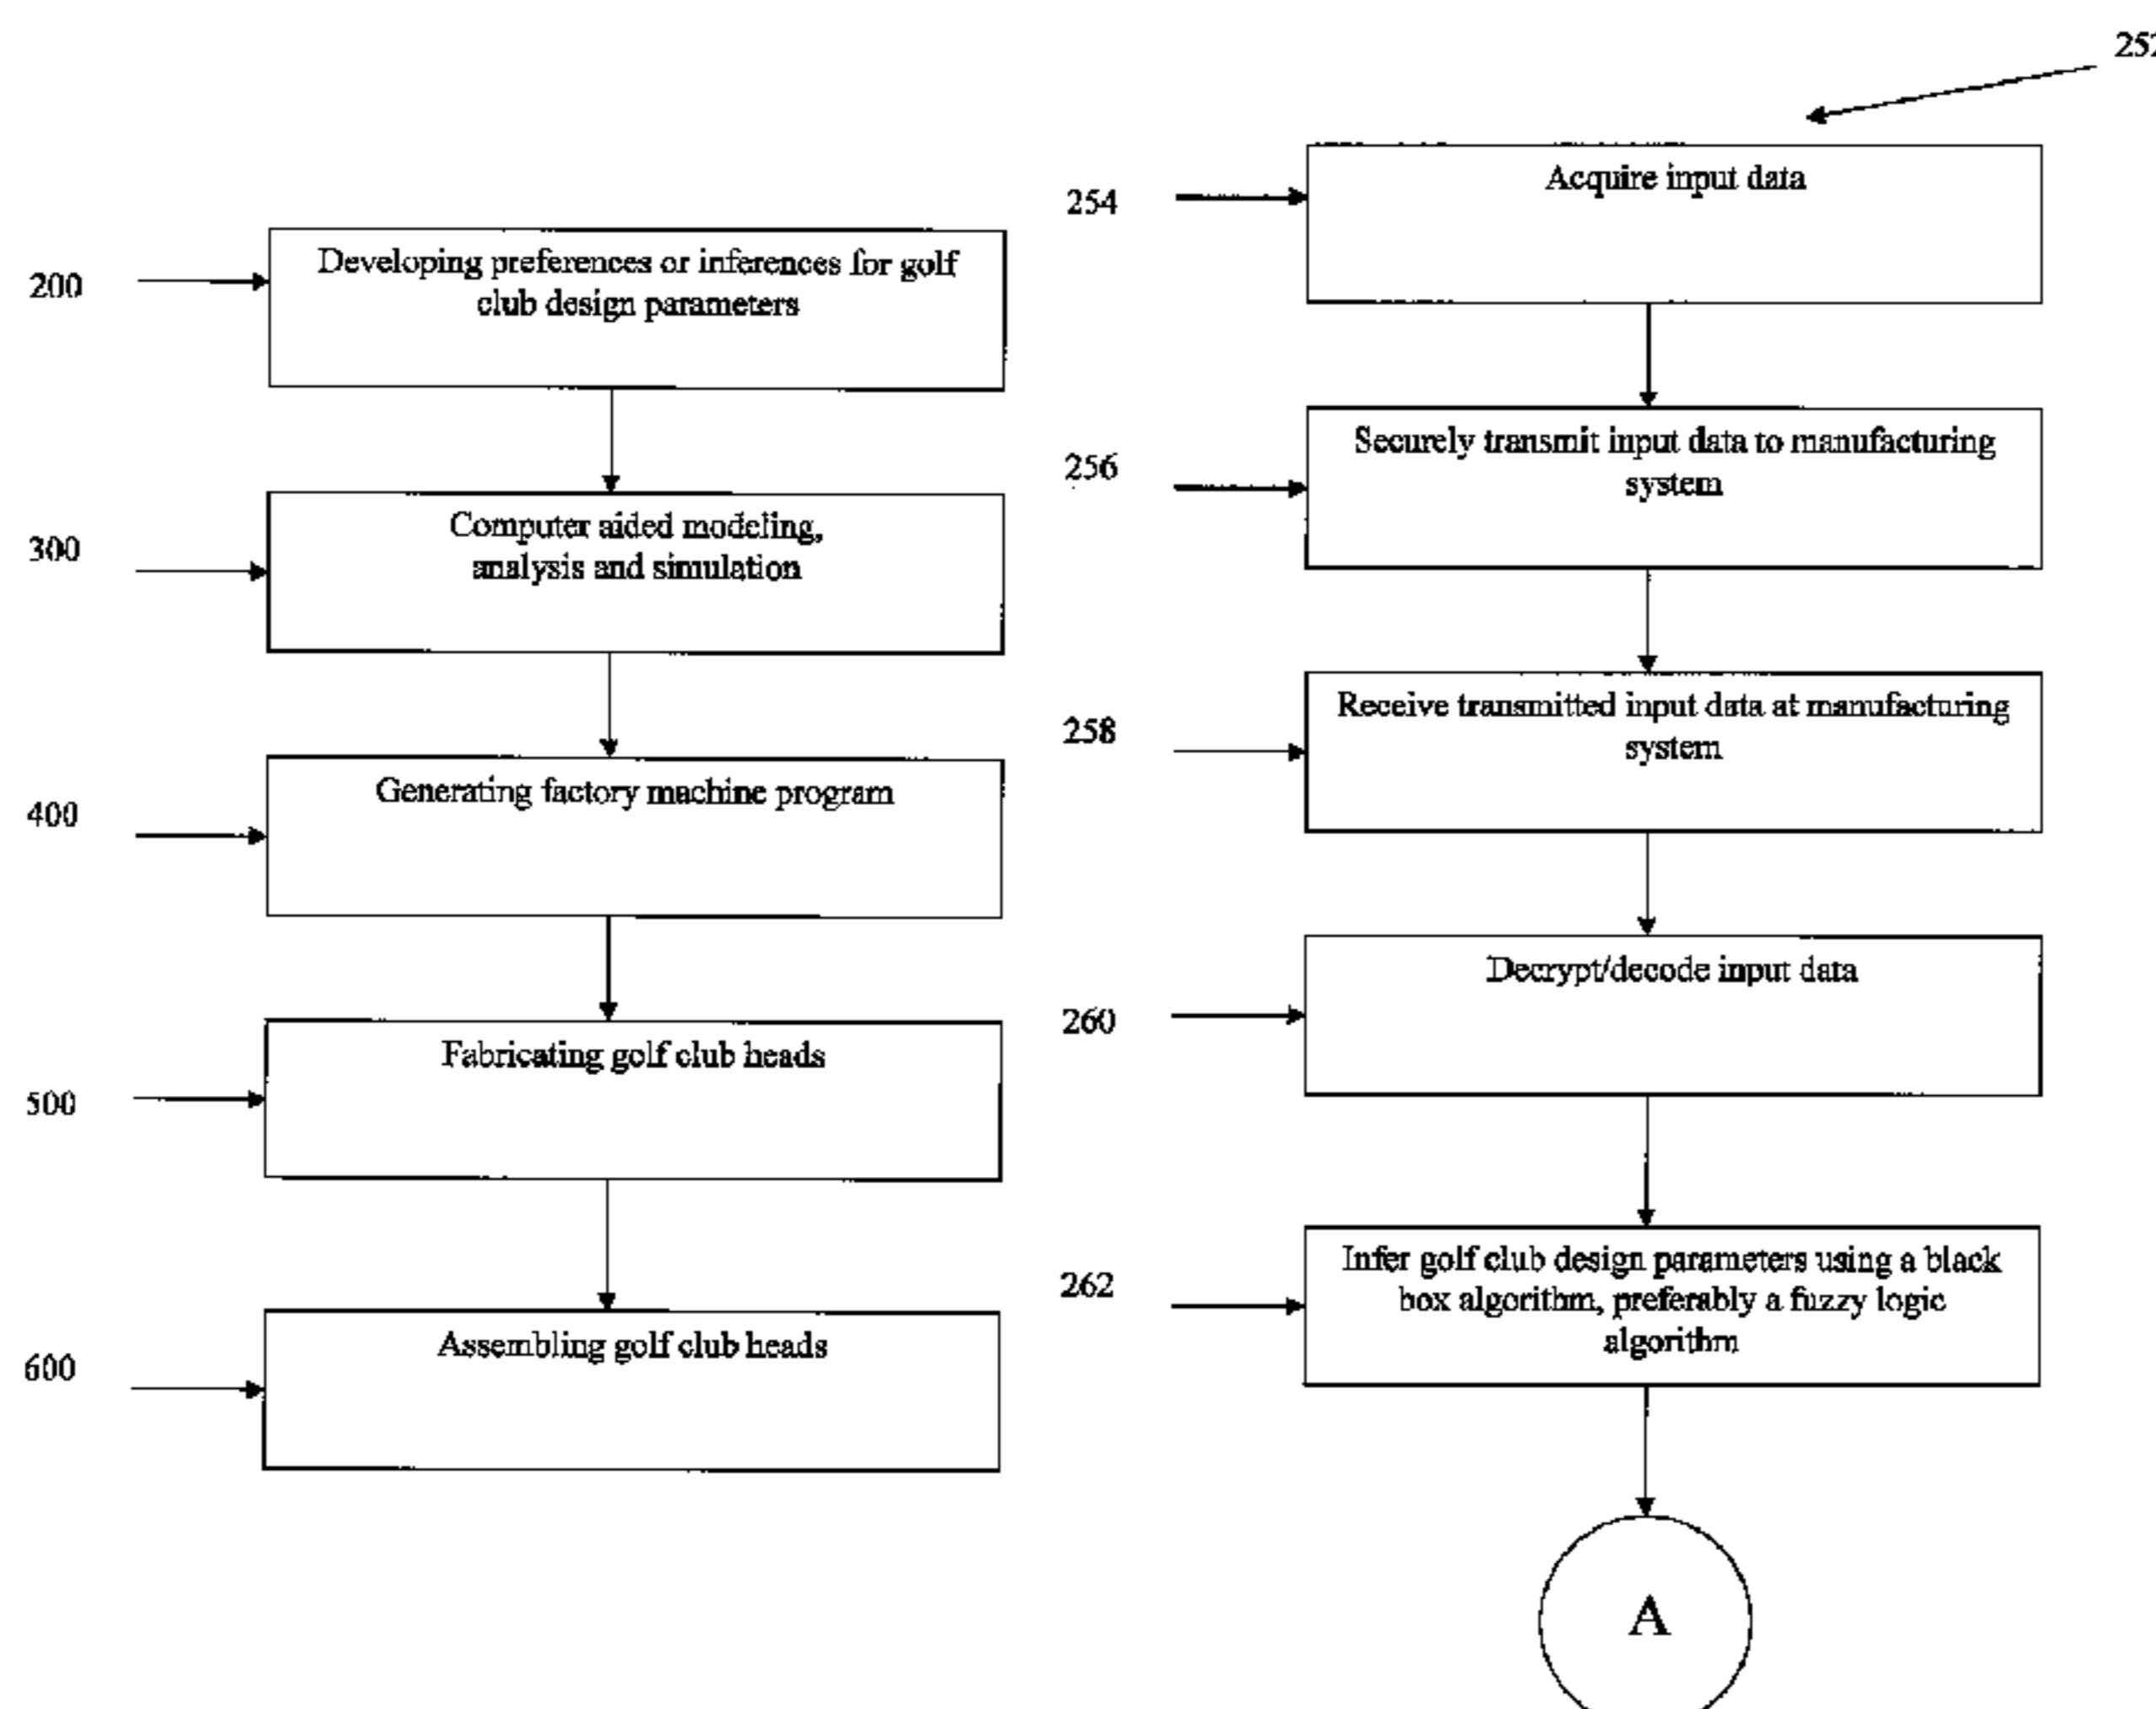 200
Developing preferences or inferences for golf
club design parameters
300
Computer aided modeling,
analysis and simulation
400
Generating factory machine program
500
Fabricating golf club heads
600
Assembling golf club heads
252
254
Acquire input data
256
Securely transmit input data to manufacturing
system
258
Receive transmitted input data at manufacturing
system
260
Decrypt/decode input data
262
Infer golf club design parameters using a black
box algorithm, preferably a fuzzy logic
algorithm
A